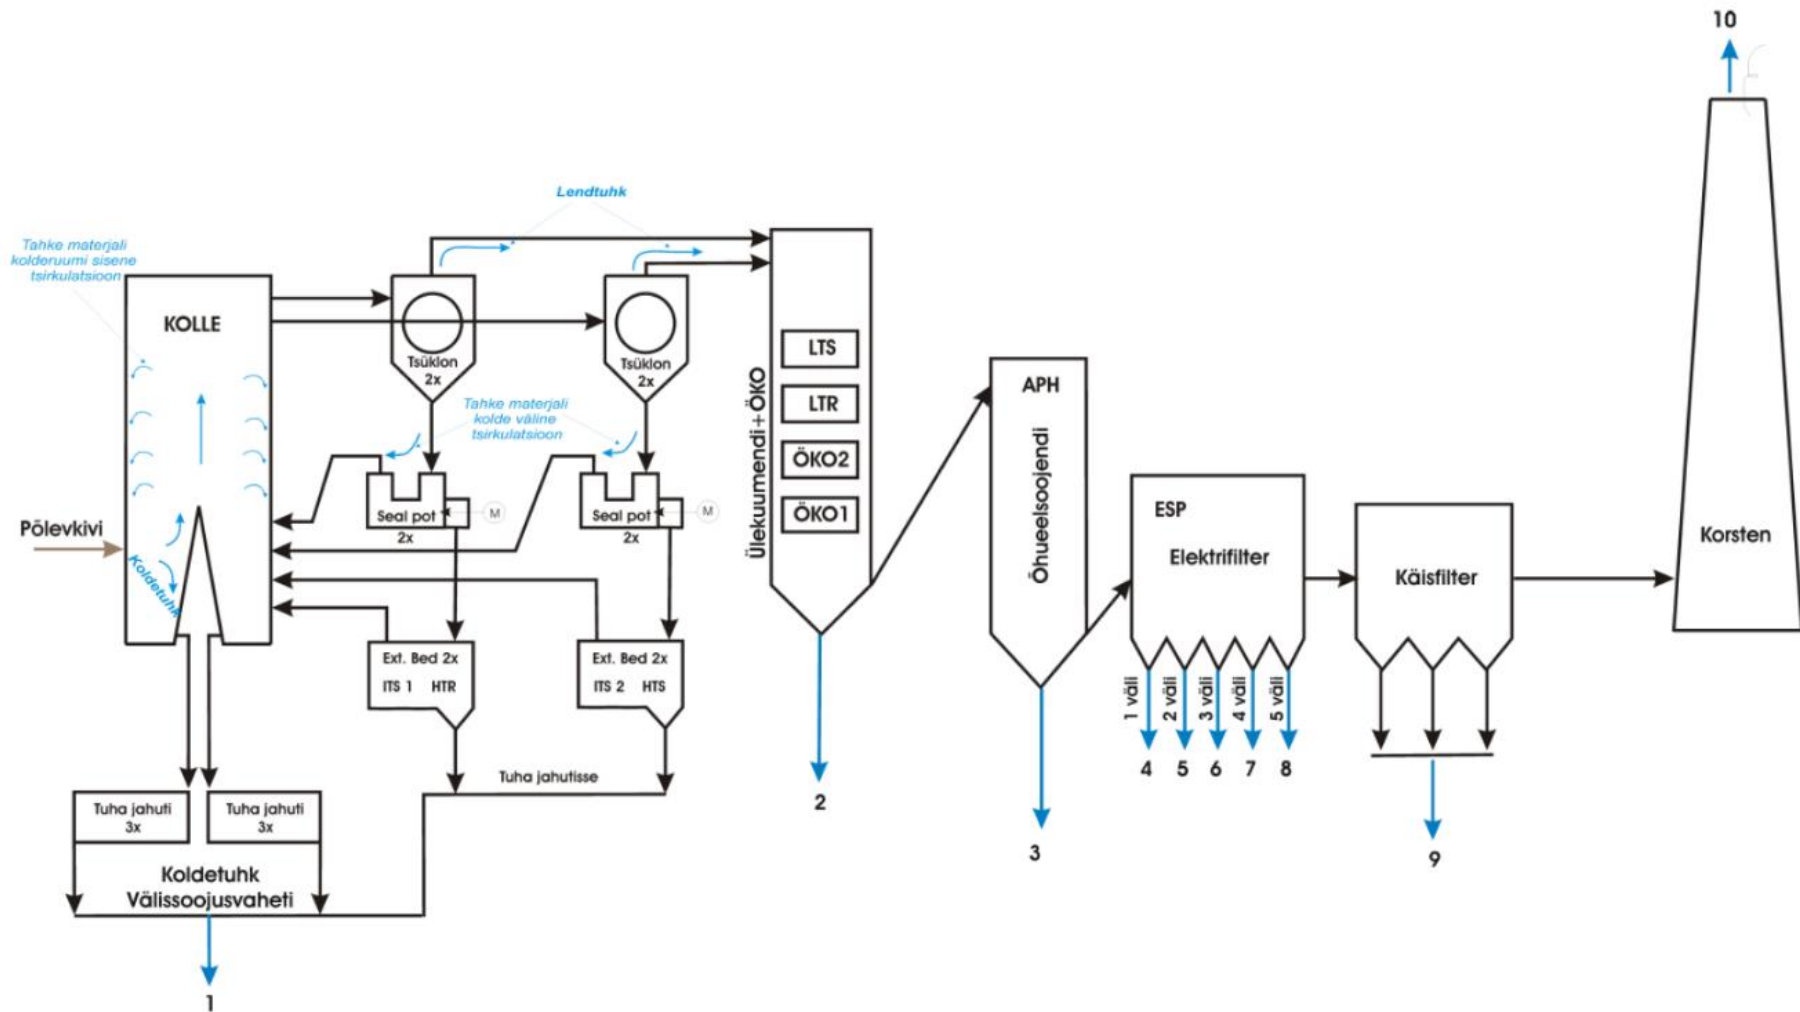 10
Lendtuhk
Tahke materjali
kolderuumi sisene
tsirkulatsioon
KOLLE
Tsüklon
2x
Tsüklon
2x
Tahke materjali
kolde väline
tsirkulatsioon
Põlevkivi
Koldetuhk
Seal pot
2x
M
Seal pot
2x
M
Ext. Bed 2x
ITS 1 HTR
Ext. Bed 2x
ITS 2 HTS
Tuha jahutisse
Tuha jahuti
3x
Tuha jahuti
3x
Koldetuhk
Välissoojusvaheti
1
Ülekuumendi+ÖKO
LTS
LTR
ÖKO2
ÖKO1
2
APH
Õhueelsoojendi
3
ESP
Elektrifilter
1 väli
2 väli
3 väli
4 väli
5 väli
4
5
6
7
8
Käisfilter
9
Korsten